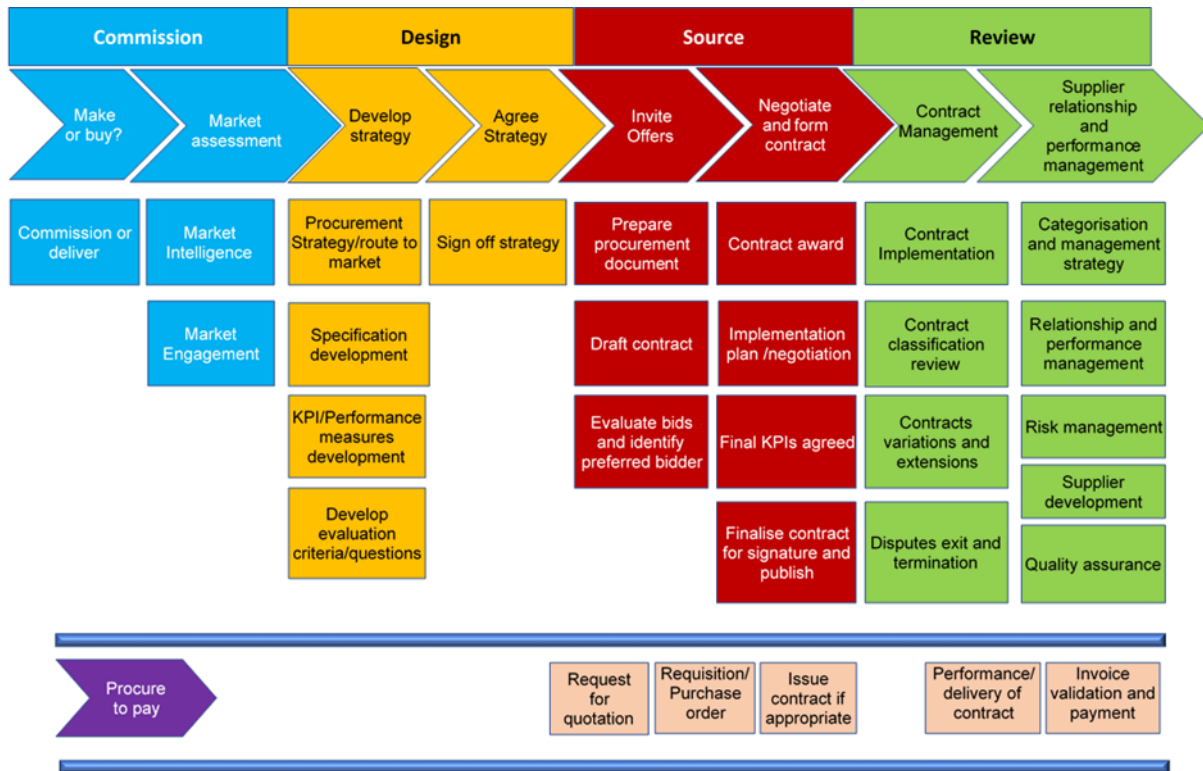 Commission
Design
Source
Review
Make
or buy?
Market
assessment
Develop
strategy
Agree
Strategy
Invite
Offers
Negotiate
and form
contract
Contract
Management
Supplier
relationship
and
performance
management
Commission or
deliver
Market
Intelligence
Procurement
Strategy/route to
market
Sign off strategy
Prepare
procurement
document
Contract award
Contract
Implementation
Categorisation
and management
strategy
Market
Engagement
Specification
development
Draft contract
Implementation
plan /negotiation
Contract
classification
review
Relationship and
performance
management
KPI/Performance
measures
development
Evaluate bids
and identify
preferred bidder
Final KPIs agreed
Contracts
variations and
extensions
Risk management
Supplier
development
Develop
evaluation
criteria/questions
Finalise contract
for signature and
publish
Disputes exit and
termination
Quality assurance
Procure
to pay
Request
for
quotation
Requisition/
Purchase
order
Issue
contract if
appropriate
Performance/
delivery of
contract
Invoice
validation and
payment